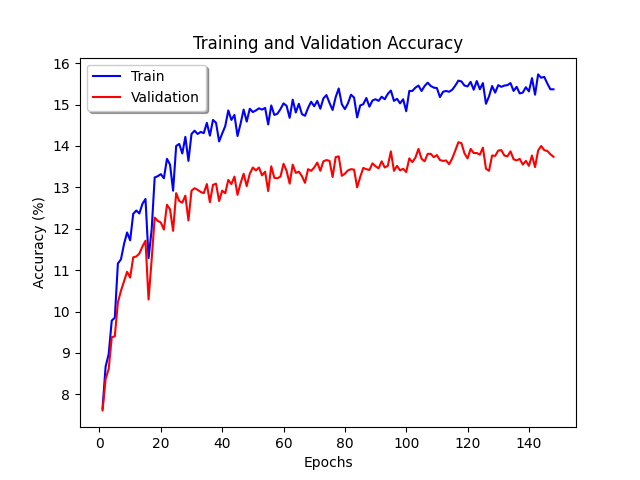 Training and Validation Accuracy
Train
Validation
16
15
14
13
12
11
10
9
8
Accuracy (%)
0 20 40 60 80 100 120 140
Epochs